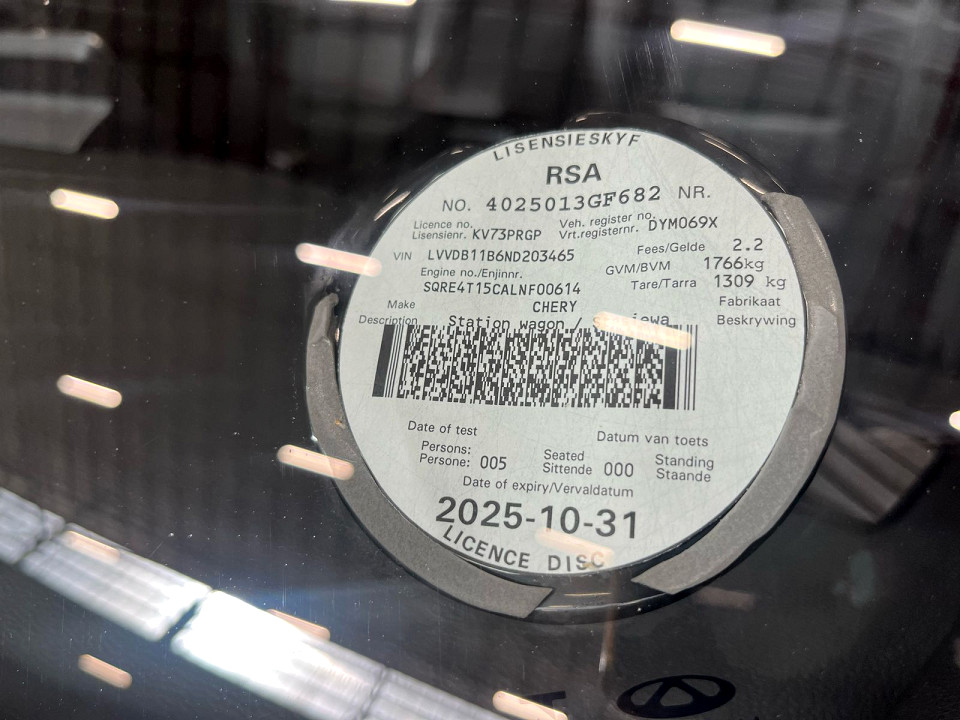 LISENSIESKYF
RSA
NO. 4025013GF682 NR.
Licence no. Veh. register no.
Lisensienr. KV73PRGP Vrt.registernr. DYM069X
VIN LVVDB11B6ND203465 Fees/Gelde 2.2
Engine no./Enjinnr. GVM/BVM 1766kg
SQRE4T15CALNF00614 Tare/Tarra 1309 kg
Make CHERY Fabrikaat
Description Station wagon / Beskrywing
Date of test Datum van toets
Persons: Seated Standing
Persone: 005 Sittende 000 Staande
Date of expiry/Vervaldatum
2025-10-31
LICENCE DISC